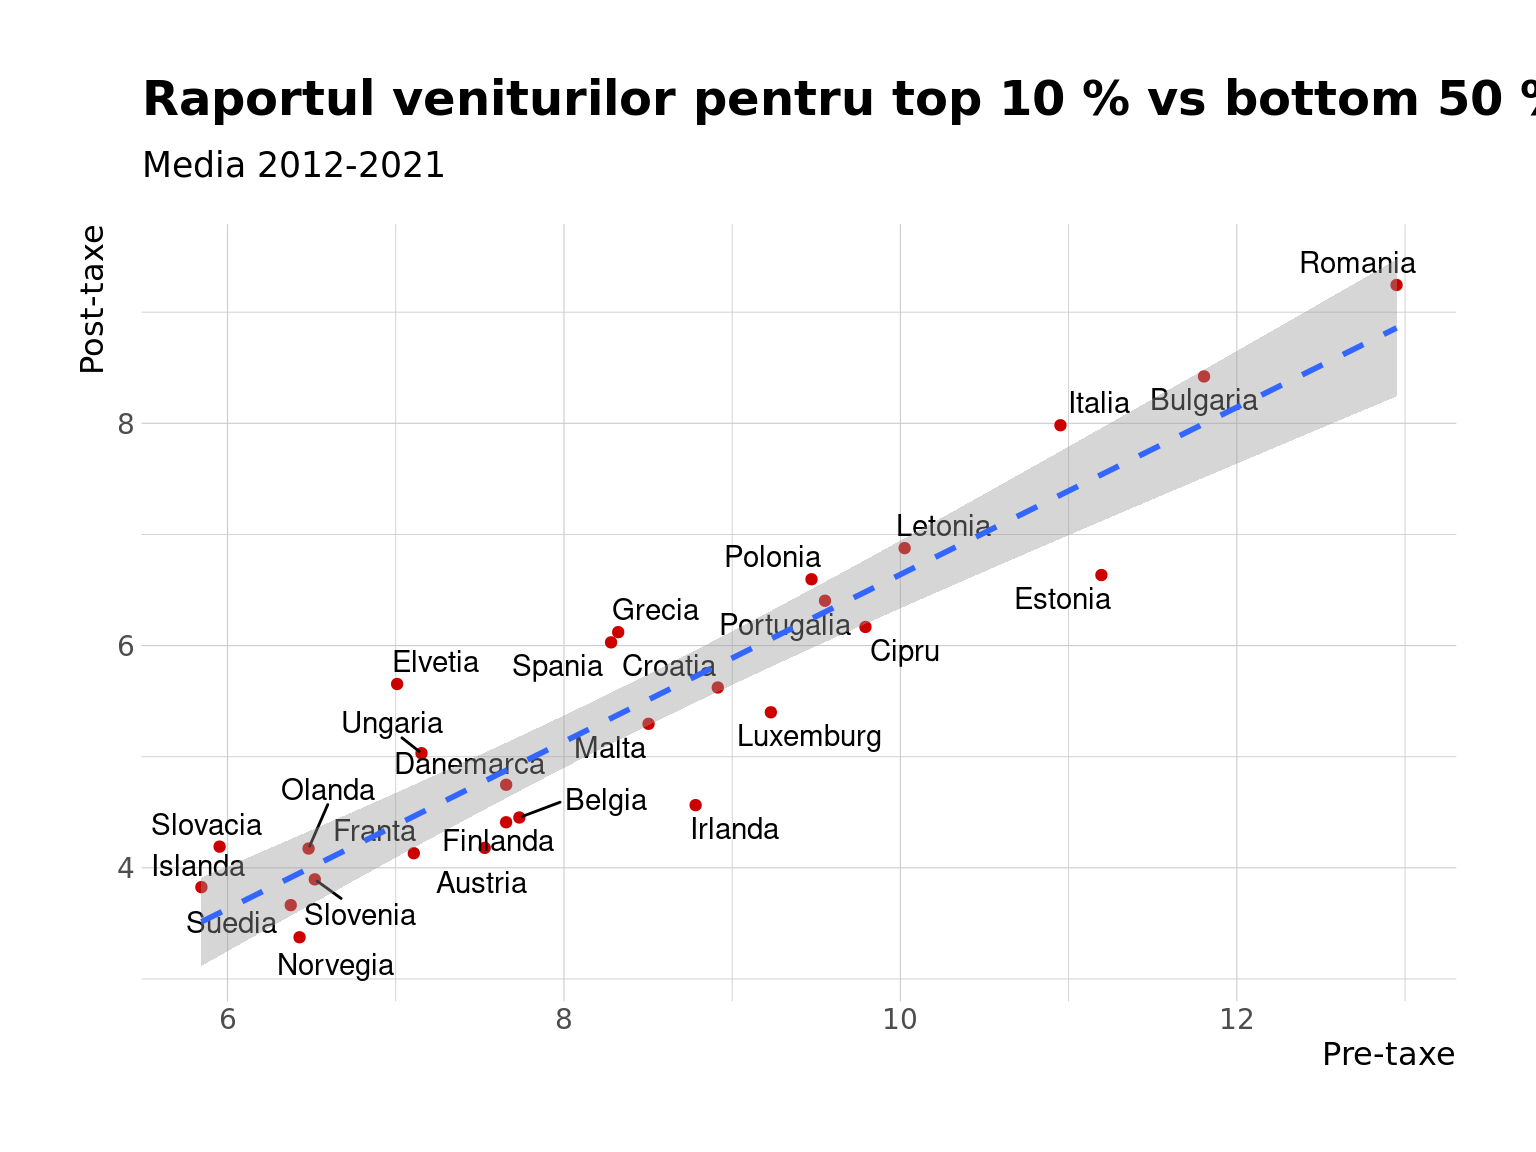 Raportul veniturilor pentru top 10 % vs bottom 50 %
Media 2012-2021
Post-taxe
Romania
Italia
Bulgaria
8
Letonia
Polonia
Estonia
Grecia
Portugalia
6
Cipru
Elvetia
Spania
Croatia
Ungaria
Luxemburg
Malta
Danemarca
Olanda
Belgia
Slovacia
Franta
Finlanda
Irlanda
4
Islanda
Austria
Suedia
Slovenia
Norvegia
6
8
10
12
Pre-taxe